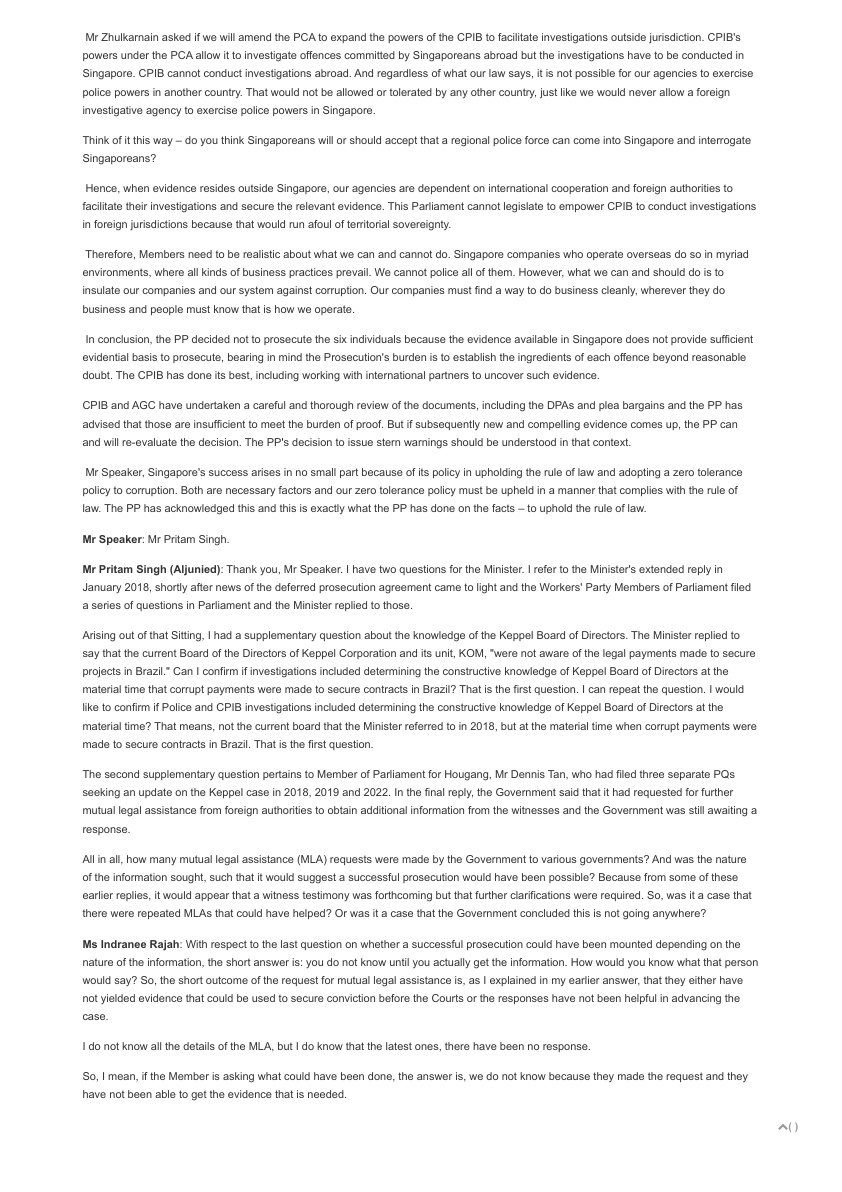 Mr Zhulkarnain asked if we will amend the PCA to expand the powers of the CPIB to facilitate investigations outside jurisdiction. CPIB's
powers under the PCA allow it to investigate offences committed by Singaporeans abroad but the investigations have to be conducted in
Singapore. CPIB cannot conduct investigations abroad. And regardless of what our law says, it is not possible for our agencies to exercise
police powers in another country. That would not be allowed or tolerated by any other country, just like we would never allow a foreign
investigative agency to exercise police powers in Singapore.
Think of it this way – do you think Singaporeans will or should accept that a regional police force can come into Singapore and interrogate
Singaporeans?
Hence, when evidence resides outside Singapore, our agencies are dependent on international cooperation and foreign authorities to
facilitate their investigations and secure the relevant evidence. This Parliament cannot legislate to empower CPIB to conduct investigations
in foreign jurisdictions because that would run afoul of territorial sovereignty.
Therefore, Members need to be realistic about what we can and cannot do. Singapore companies who operate overseas do so in myriad
environments, where all kinds of business practices prevail. We cannot police all of them. However, what we can and should do is to
insulate our companies and our system against corruption. Our companies must find a way to do business cleanly, wherever they do
business and people must know that is how we operate.
In conclusion, the PP decided not to prosecute the six individuals because the evidence available in Singapore does not provide sufficient
evidential basis to prosecute, bearing in mind the Prosecution's burden is to establish the ingredients of each offence beyond reasonable
doubt. The CPIB has done its best, including working with international partners to uncover such evidence.
CPIB and AGC have undertaken a careful and thorough review of the documents, including the DPAs and plea bargains and the PP has
advised that those are insufficient to meet the burden of proof. But if subsequently new and compelling evidence comes up, the PP can
and will re-evaluate the decision. The PP's decision to issue stern warnings should be understood in that context.
Mr Speaker, Singapore's success arises in no small part because of its policy in upholding the rule of law and adopting a zero tolerance
policy to corruption. Both are necessary factors and our zero tolerance policy must be upheld in a manner that complies with the rule of
law. The PP has acknowledged this and this is exactly what the PP has done on the facts – to uphold the rule of law.
Mr Speaker: Mr Pritam Singh.
Mr Pritam Singh (Aljunied): Thank you, Mr Speaker. I have two questions for the Minister. I refer to the Minister's extended reply in
January 2018, shortly after news of the deferred prosecution agreement came to light and the Workers' Party Members of Parliament filed
a series of questions in Parliament and the Minister replied to those.
Arising out of that Sitting, I had a supplementary question about the knowledge of the Keppel Board of Directors. The Minister replied to
say that the current Board of the Directors of Keppel Corporation and its unit, KOM, "were not aware of the legal payments made to secure
projects in Brazil." Can I confirm if investigations included determining the constructive knowledge of Keppel Board of Directors at the
material time that corrupt payments were made to secure contracts in Brazil? That is the first question. I can repeat the question. I would
like to confirm if Police and CPIB investigations included determining the constructive knowledge of Keppel Board of Directors at the
material time? That means, not the current board that the Minister referred to in 2018, but at the material time when corrupt payments were
made to secure contracts in Brazil. That is the first question.
The second supplementary question pertains to Member of Parliament for Hougang, Mr Dennis Tan, who had filed three separate PQs
seeking an update on the Keppel case in 2018, 2019 and 2022. In the final reply, the Government said that it had requested for further
mutual legal assistance from foreign authorities to obtain additional information from the witnesses and the Government was still awaiting a
response.
All in all, how many mutual legal assistance (MLA) requests were made by the Government to various governments? And was the nature
of the information sought, such that it would suggest a successful prosecution would have been possible? Because from some of these
earlier replies, it would appear that a witness testimony was forthcoming but that further clarifications were required. So, was it a case that
there were repeated MLAs that could have helped? Or was it a case that the Government concluded this is not going anywhere?
Ms Indranee Rajah: With respect to the last question on whether a successful prosecution could have been mounted depending on the
nature of the information, the short answer is: you do not know until you actually get the information. How would you know what that person
would say? So, the short outcome of the request for mutual legal assistance is, as I explained in my earlier answer, that they either have
not yielded evidence that could be used to secure conviction before the Courts or the responses have not been helpful in advancing the
case.
I do not know all the details of the MLA, but I do know that the latest ones, there have been no response.
So, I mean, if the Member is asking what could have been done, the answer is, we do not know because they made the request and they
have not been able to get the evidence that is needed.
( )